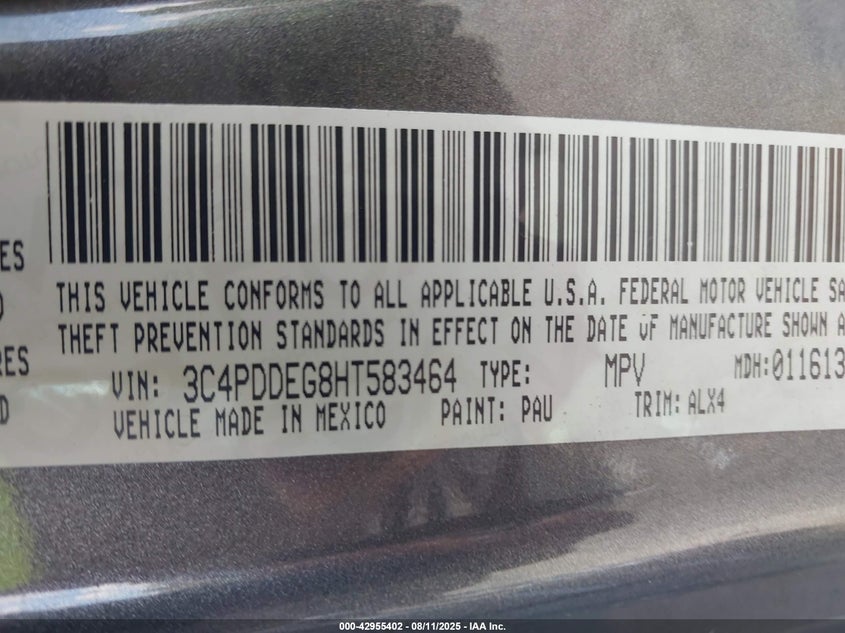 ES
THIS VEHICLE CONFORMS TO ALL APPLICABLE U.S.A. FEDERAL MOTOR VEHICLE SA
THEFT PREVENTION STANDARDS IN EFFECT ON THE DATE OF MANUFACTURE SHOWN A
RES
VIN: 3C4PDDEG8HT583464 TYPE: MPV MDH:011613
D
VEHICLE MADE IN MEXICO PAINT: PAU TRIM: ALX4
000-42955402 - 08/11/2025 - IAA Inc.